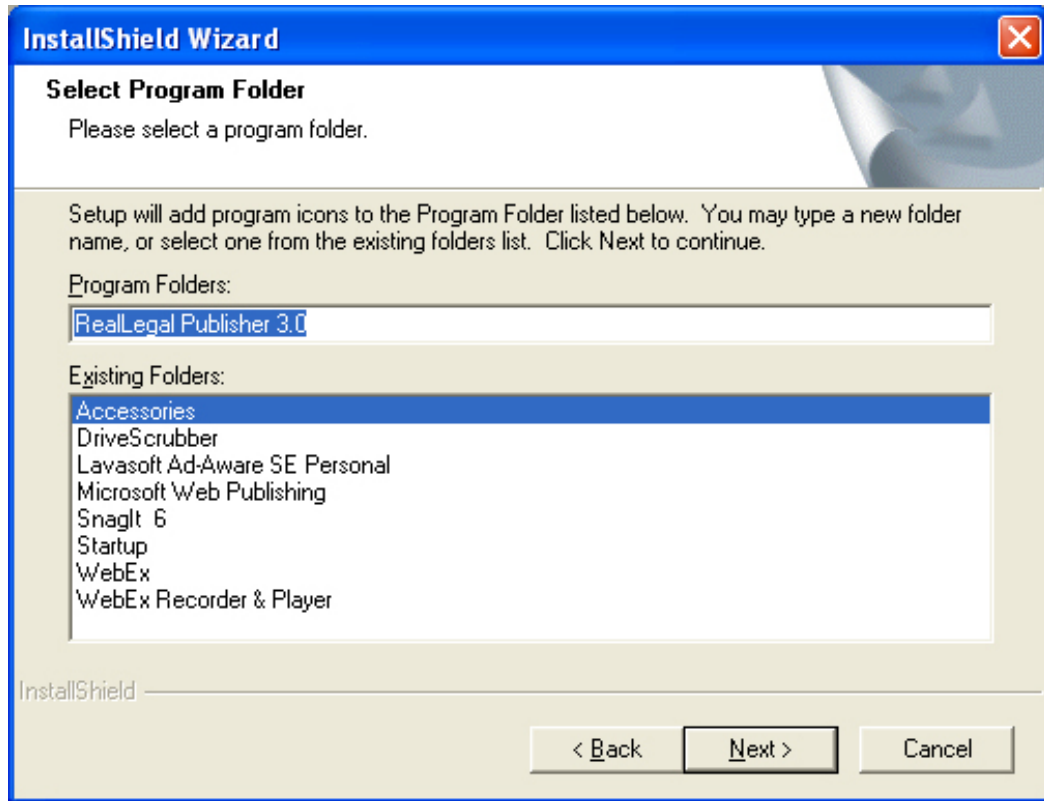 InstallShield Wizard
Select Program Folder
Please select a program folder.
Setup will add program icons to the Program Folder listed below.  You may type a new folder
name, or select one from the existing folders list.  Click Next to continue.
Program Folders:
RealLegal Publisher 3.0
Existing Folders:
Accessories
DriveScrubber
Lavasoft Ad-Aware SE Personal
Microsoft Web Publishing
SnagIt  6
Startup
WebEx
WebEx Recorder & Player
InstallShield
< Back
Next >
Cancel